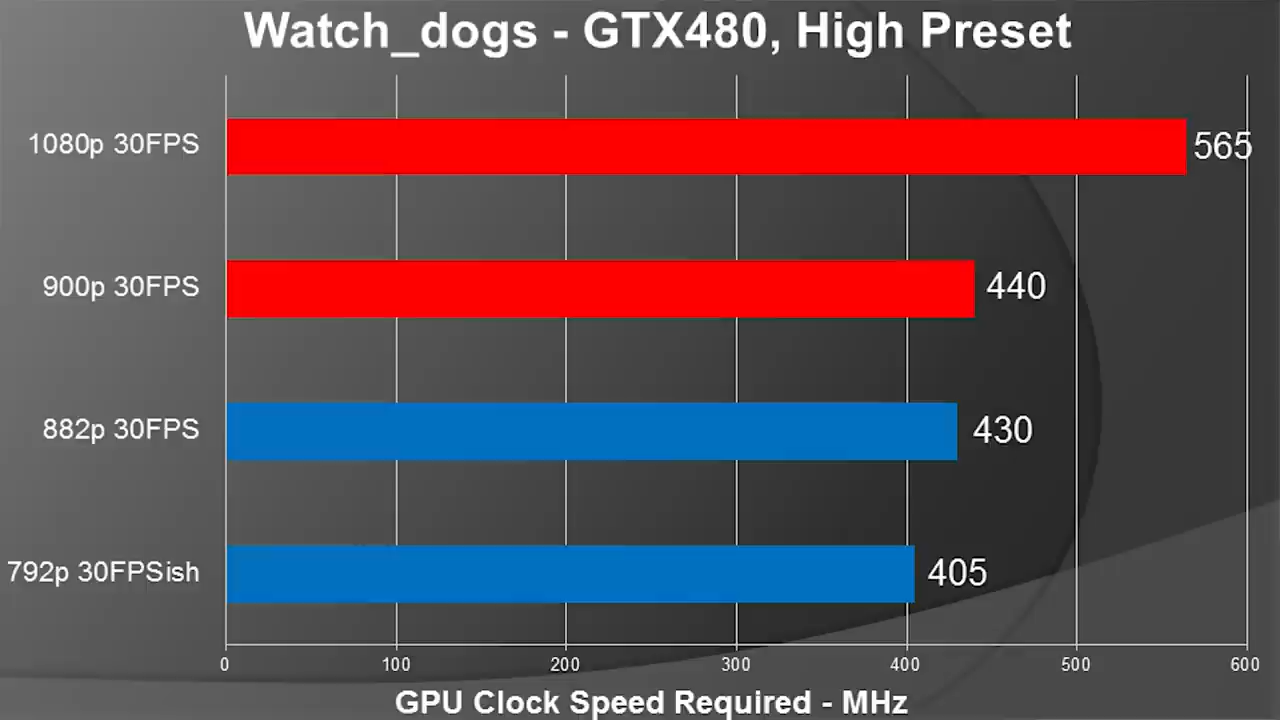 Watch_dogs - GTX480, High Preset
1080p 30FPS
565
900p 30FPS
440
882p 30FPS
430
792p 30FPSish
405
0 100 200 300 400 500 600
GPU Clock Speed Required - MHz